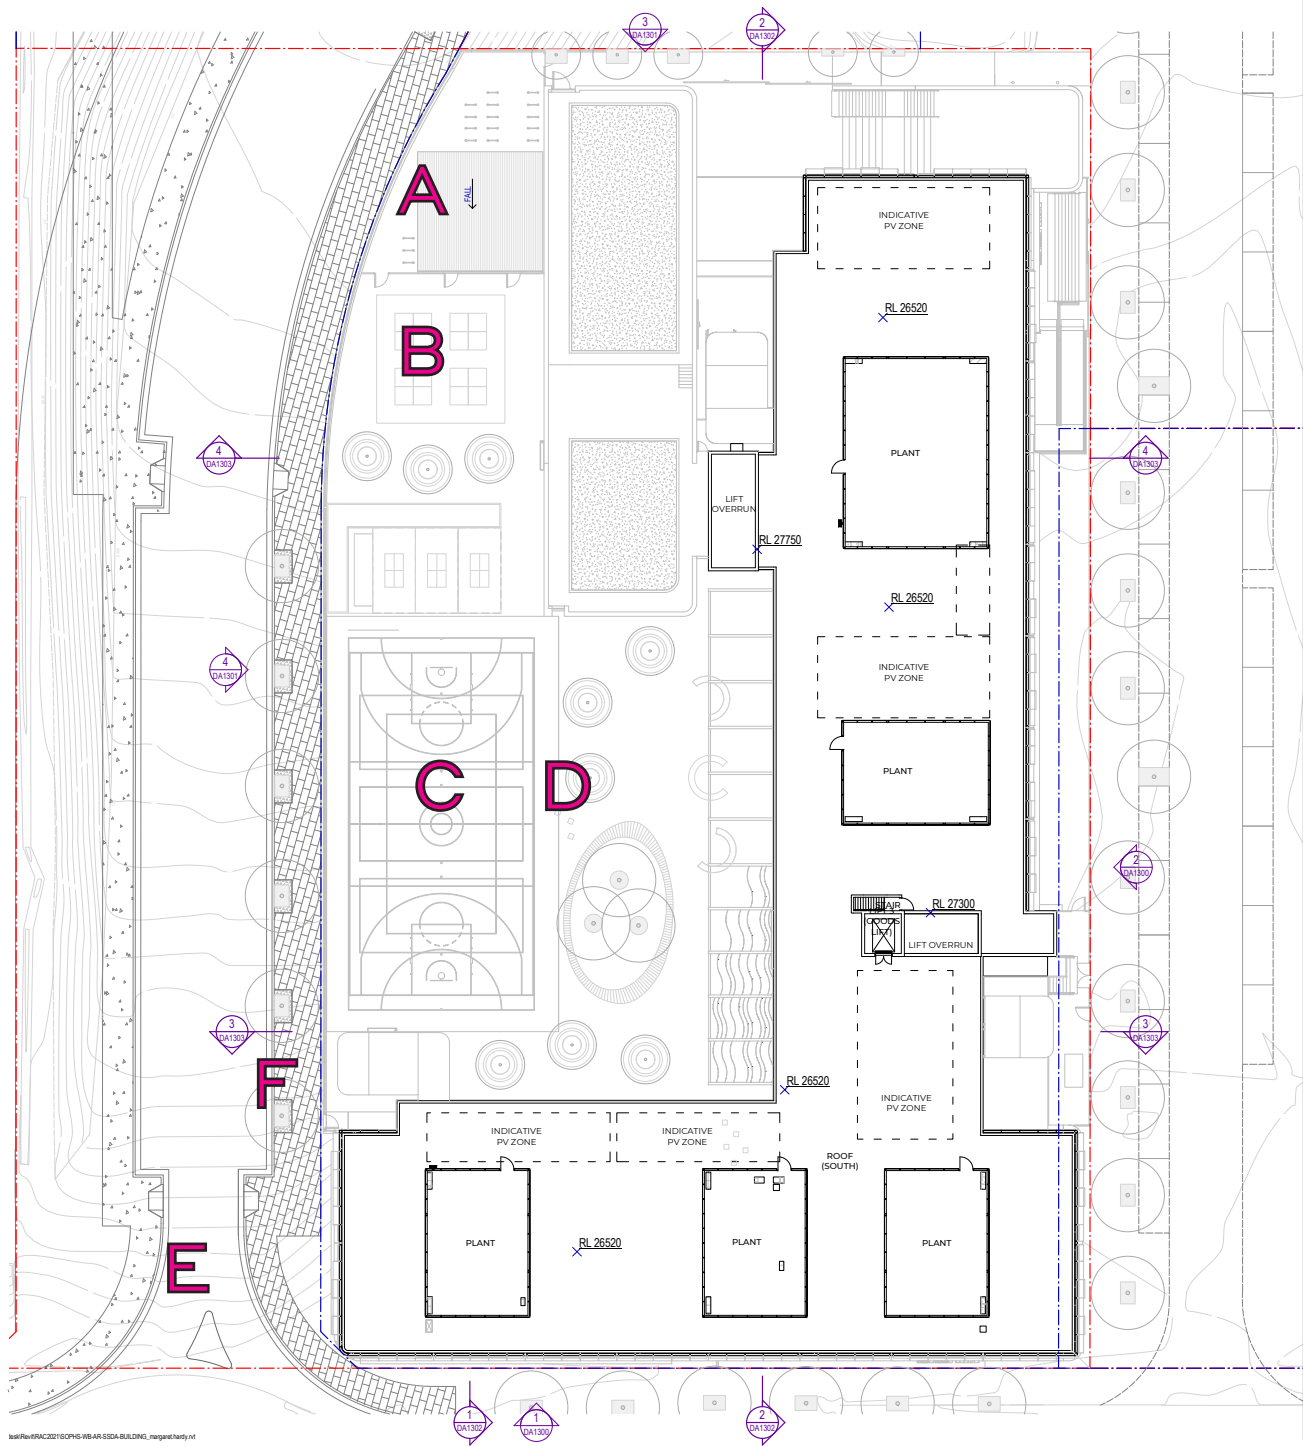 3
DA1301
2
DA1302
A
FALL
INDICATIVE
PV ZONE
RL 26520
B
4
DA1303
4
DA1303
PLANT
LIFT
OVERRUN
RL 27750
RL 26520
4
DA1301
INDICATIVE
PV ZONE
C
D
PLANT
2
DA1300
STAIR
(GOODS
LIFT)
RL 27300
LIFT OVERRUN
3
DA1303
3
DA1303
F
RL 26520
INDICATIVE
PV ZONE
INDICATIVE
PV ZONE
INDICATIVE
PV ZONE
ROOF
(SOUTH)
E
PLANT
RL 26520
PLANT
PLANT
1
DA1302
1
DA1300
2
DA1302